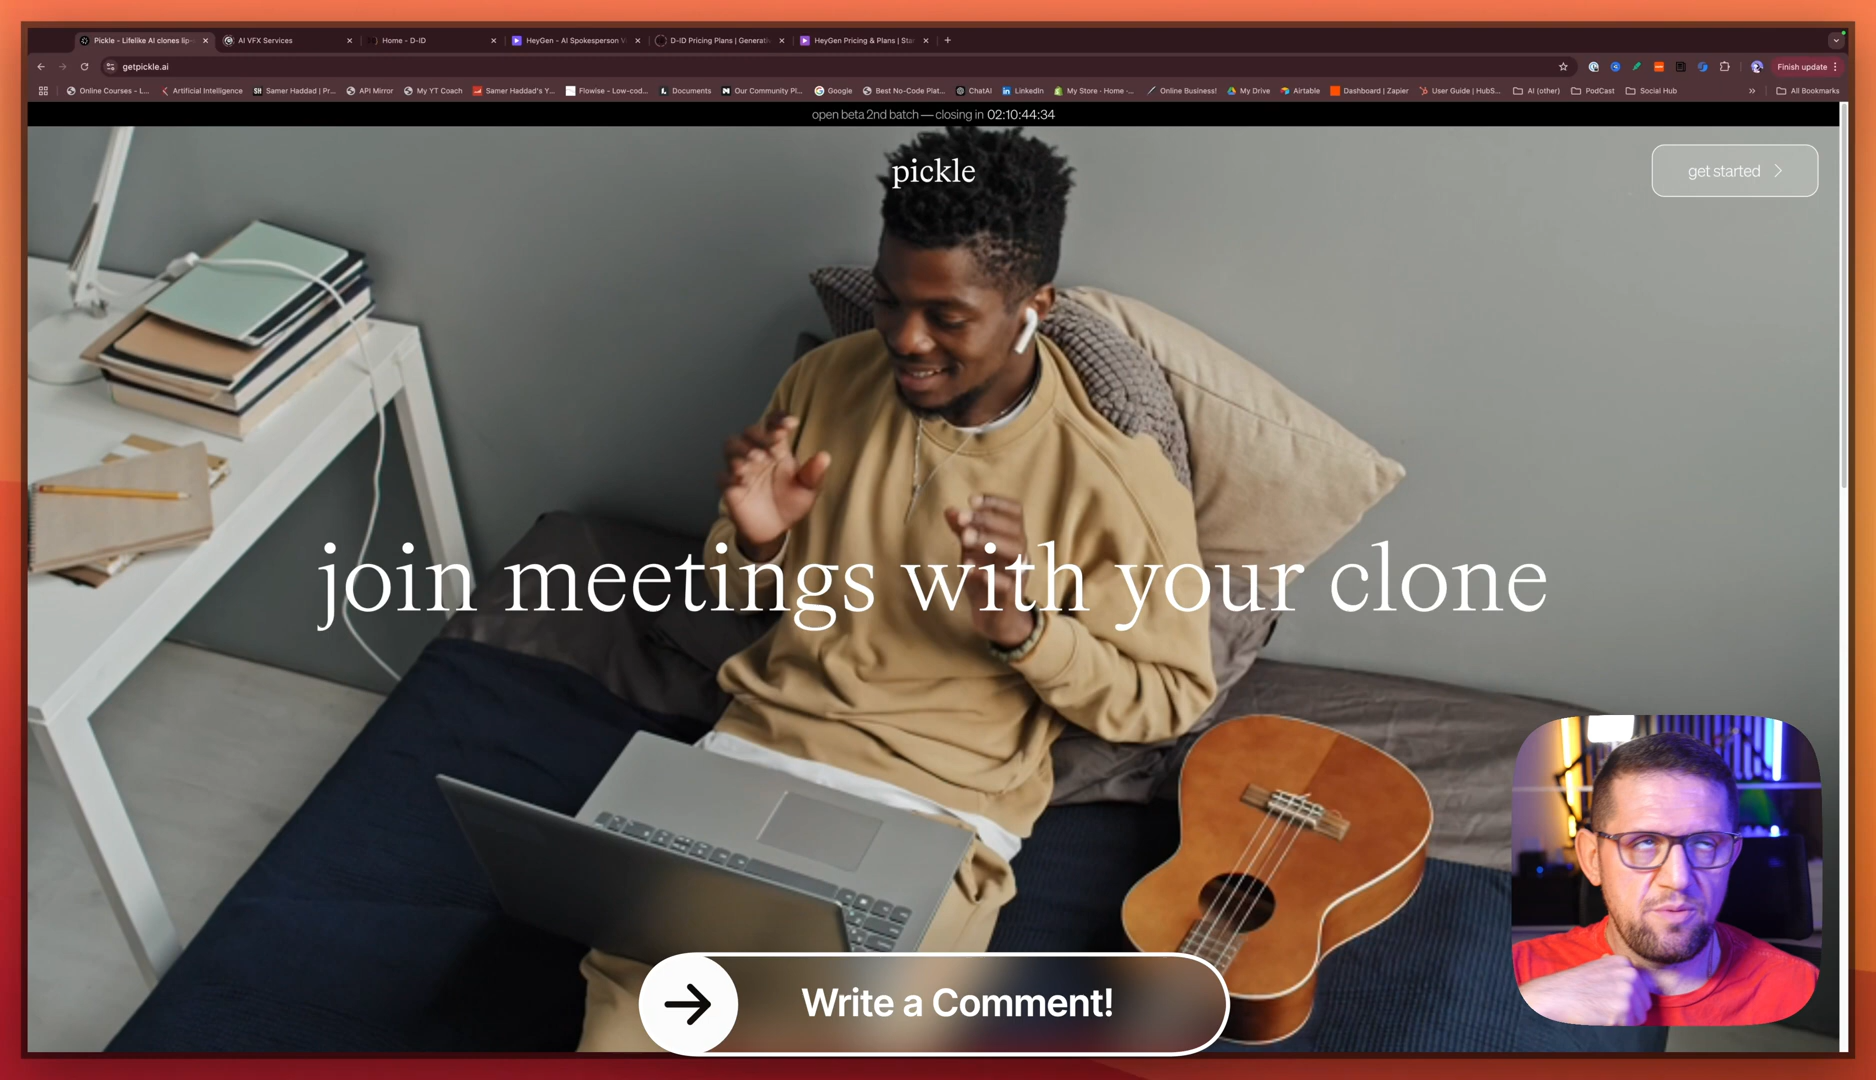 Pickle - Lifelike AI clones lip-
AI VFX Services
Home - D-ID
HeyGen - AI Spokesperson V
D-ID Pricing Plans | Generati
HeyGen Pricing & Plans | Sta
getpickle.ai
Finish update
Online Courses - L...
Artificial Intelligence
SH Samer Haddad | Pr...
API Mirror
My YT Coach
Samer Haddad's Y...
Flowise - Low-cod...
Documents
Our Community Pl...
Google
Best No-Code Plat...
ChatAI
LinkedIn
My Store · Home ·...
Online Business!
My Drive
Airtable
Dashboard | Zapier
User Guide | HubS...
AI (other)
PodCast
Social Hub
All Bookmarks
open beta 2nd batch — closing in 02:10:44:34
pickle
get started
join meetings with your clone
Write a Comment!